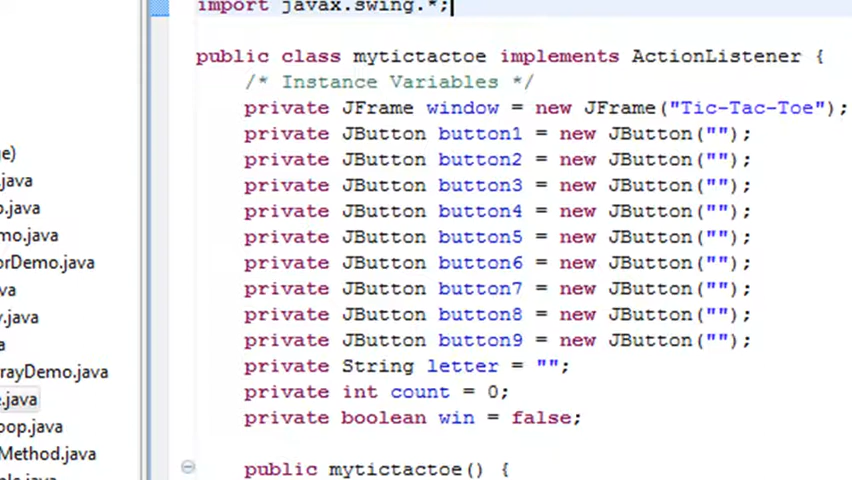 import javax.swing.*;
public class mytictactoe implements ActionListener {
/* Instance Variables */
private JFrame window = new JFrame("Tic-Tac-Toe");
private JButton button1 = new JButton("");
private JButton button2 = new JButton("");
private JButton button3 = new JButton("");
private JButton button4 = new JButton("");
private JButton button5 = new JButton("");
private JButton button6 = new JButton("");
private JButton button7 = new JButton("");
private JButton button8 = new JButton("");
private JButton button9 = new JButton("");
private String letter = "";
private int count = 0;
private boolean win = false;
public mytictactoe() {
e)
.java
o.java
mo.java
orDemo.java
va
y.java
a
rayDemo.java
e.java
oop.java
Method.java